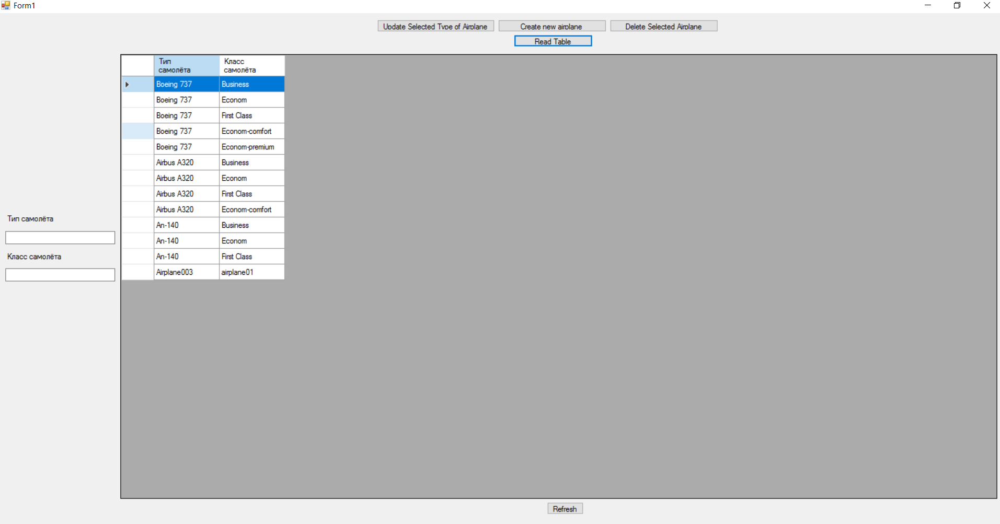 Form1
Update Selected Type of Airplane
Create new airplane
Delete Selected Airplane
Read Table
Тип самолёта
Класс самолёта
Boeing 737 Business
Boeing 737 Econom
Boeing 737 First Class
Boeing 737 Econom-comfort
Boeing 737 Econom-premium
Airbus A320 Business
Airbus A320 Econom
Airbus A320 First Class
Airbus A320 Econom-comfort
An-140 Business
An-140 Econom
An-140 First Class
Airplane003 airplane01
Тип самолёта
Класс самолёта
Refresh